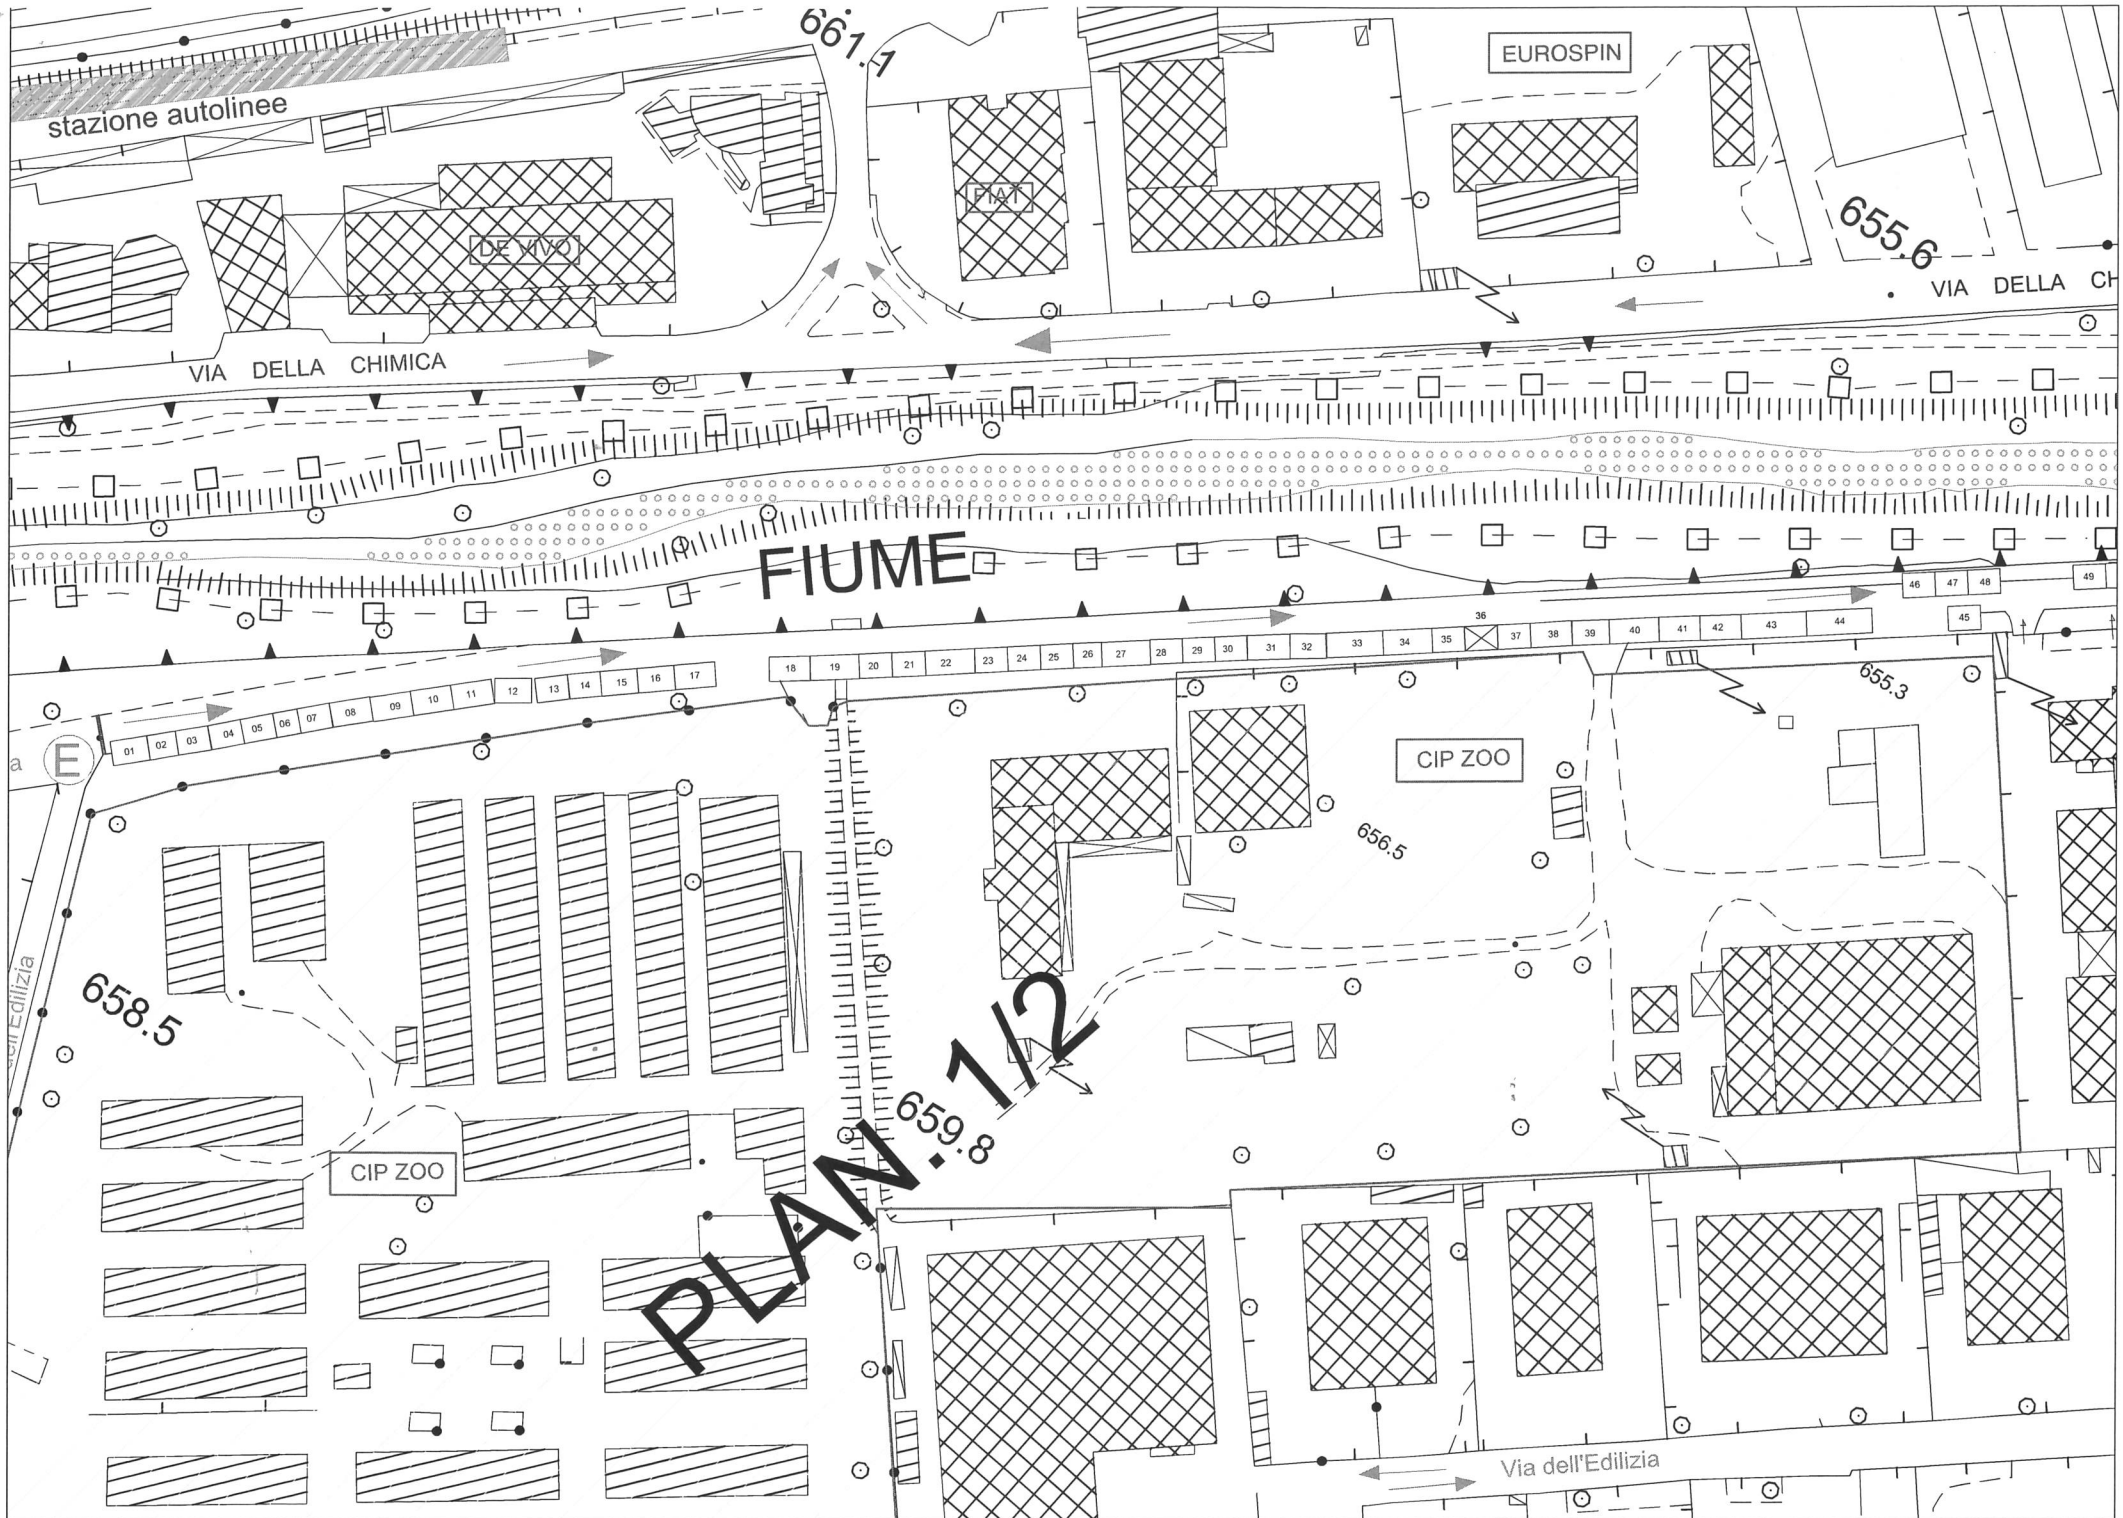 661.1
EUROSPIN
stazione autolinee
FIAT
655.6
DE VIVO
VIA DELLA CH
VIA DELLA CHIMICA
FIUME
46 47 48 49
36
45
18 19 20 21 22 23 24 25 26 27 28 29 30 31 32 33 34 35 37 38 39 40 41 42 43 44
01 02 03 04 05 06 07 08 09 10 11 12 13 14 15 16 17
655.3
a E
CIP ZOO
656.5
dell'Edilizia
658.5
PLAN. 1/2
659.8
CIP ZOO
Via dell'Edilizia